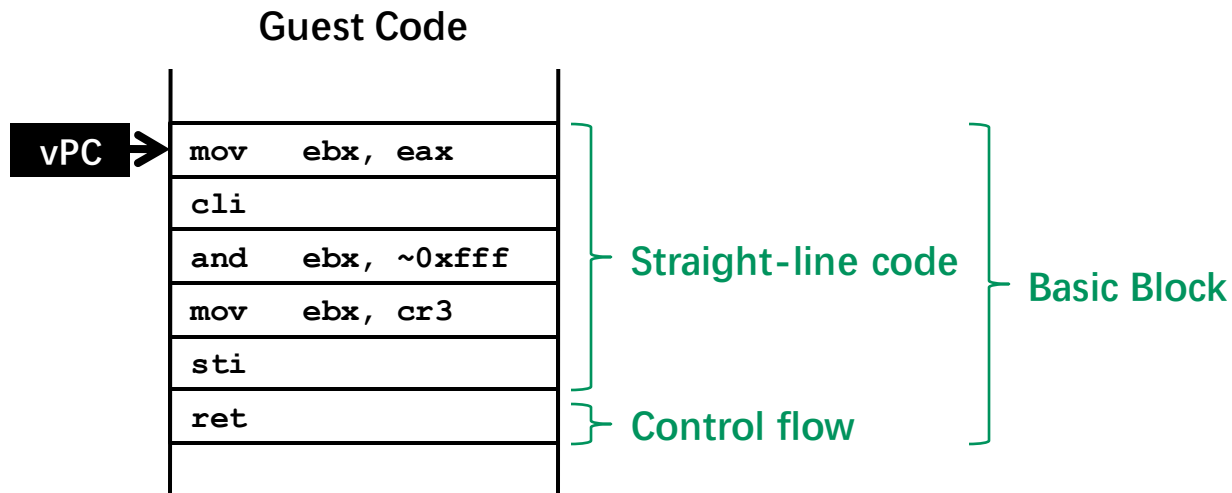 Guest Code
vPC
mov ebx, eax
cli
and ebx, ~0xfff
mov ebx, cr3
sti
ret
Straight-line code
Control flow
Basic Block